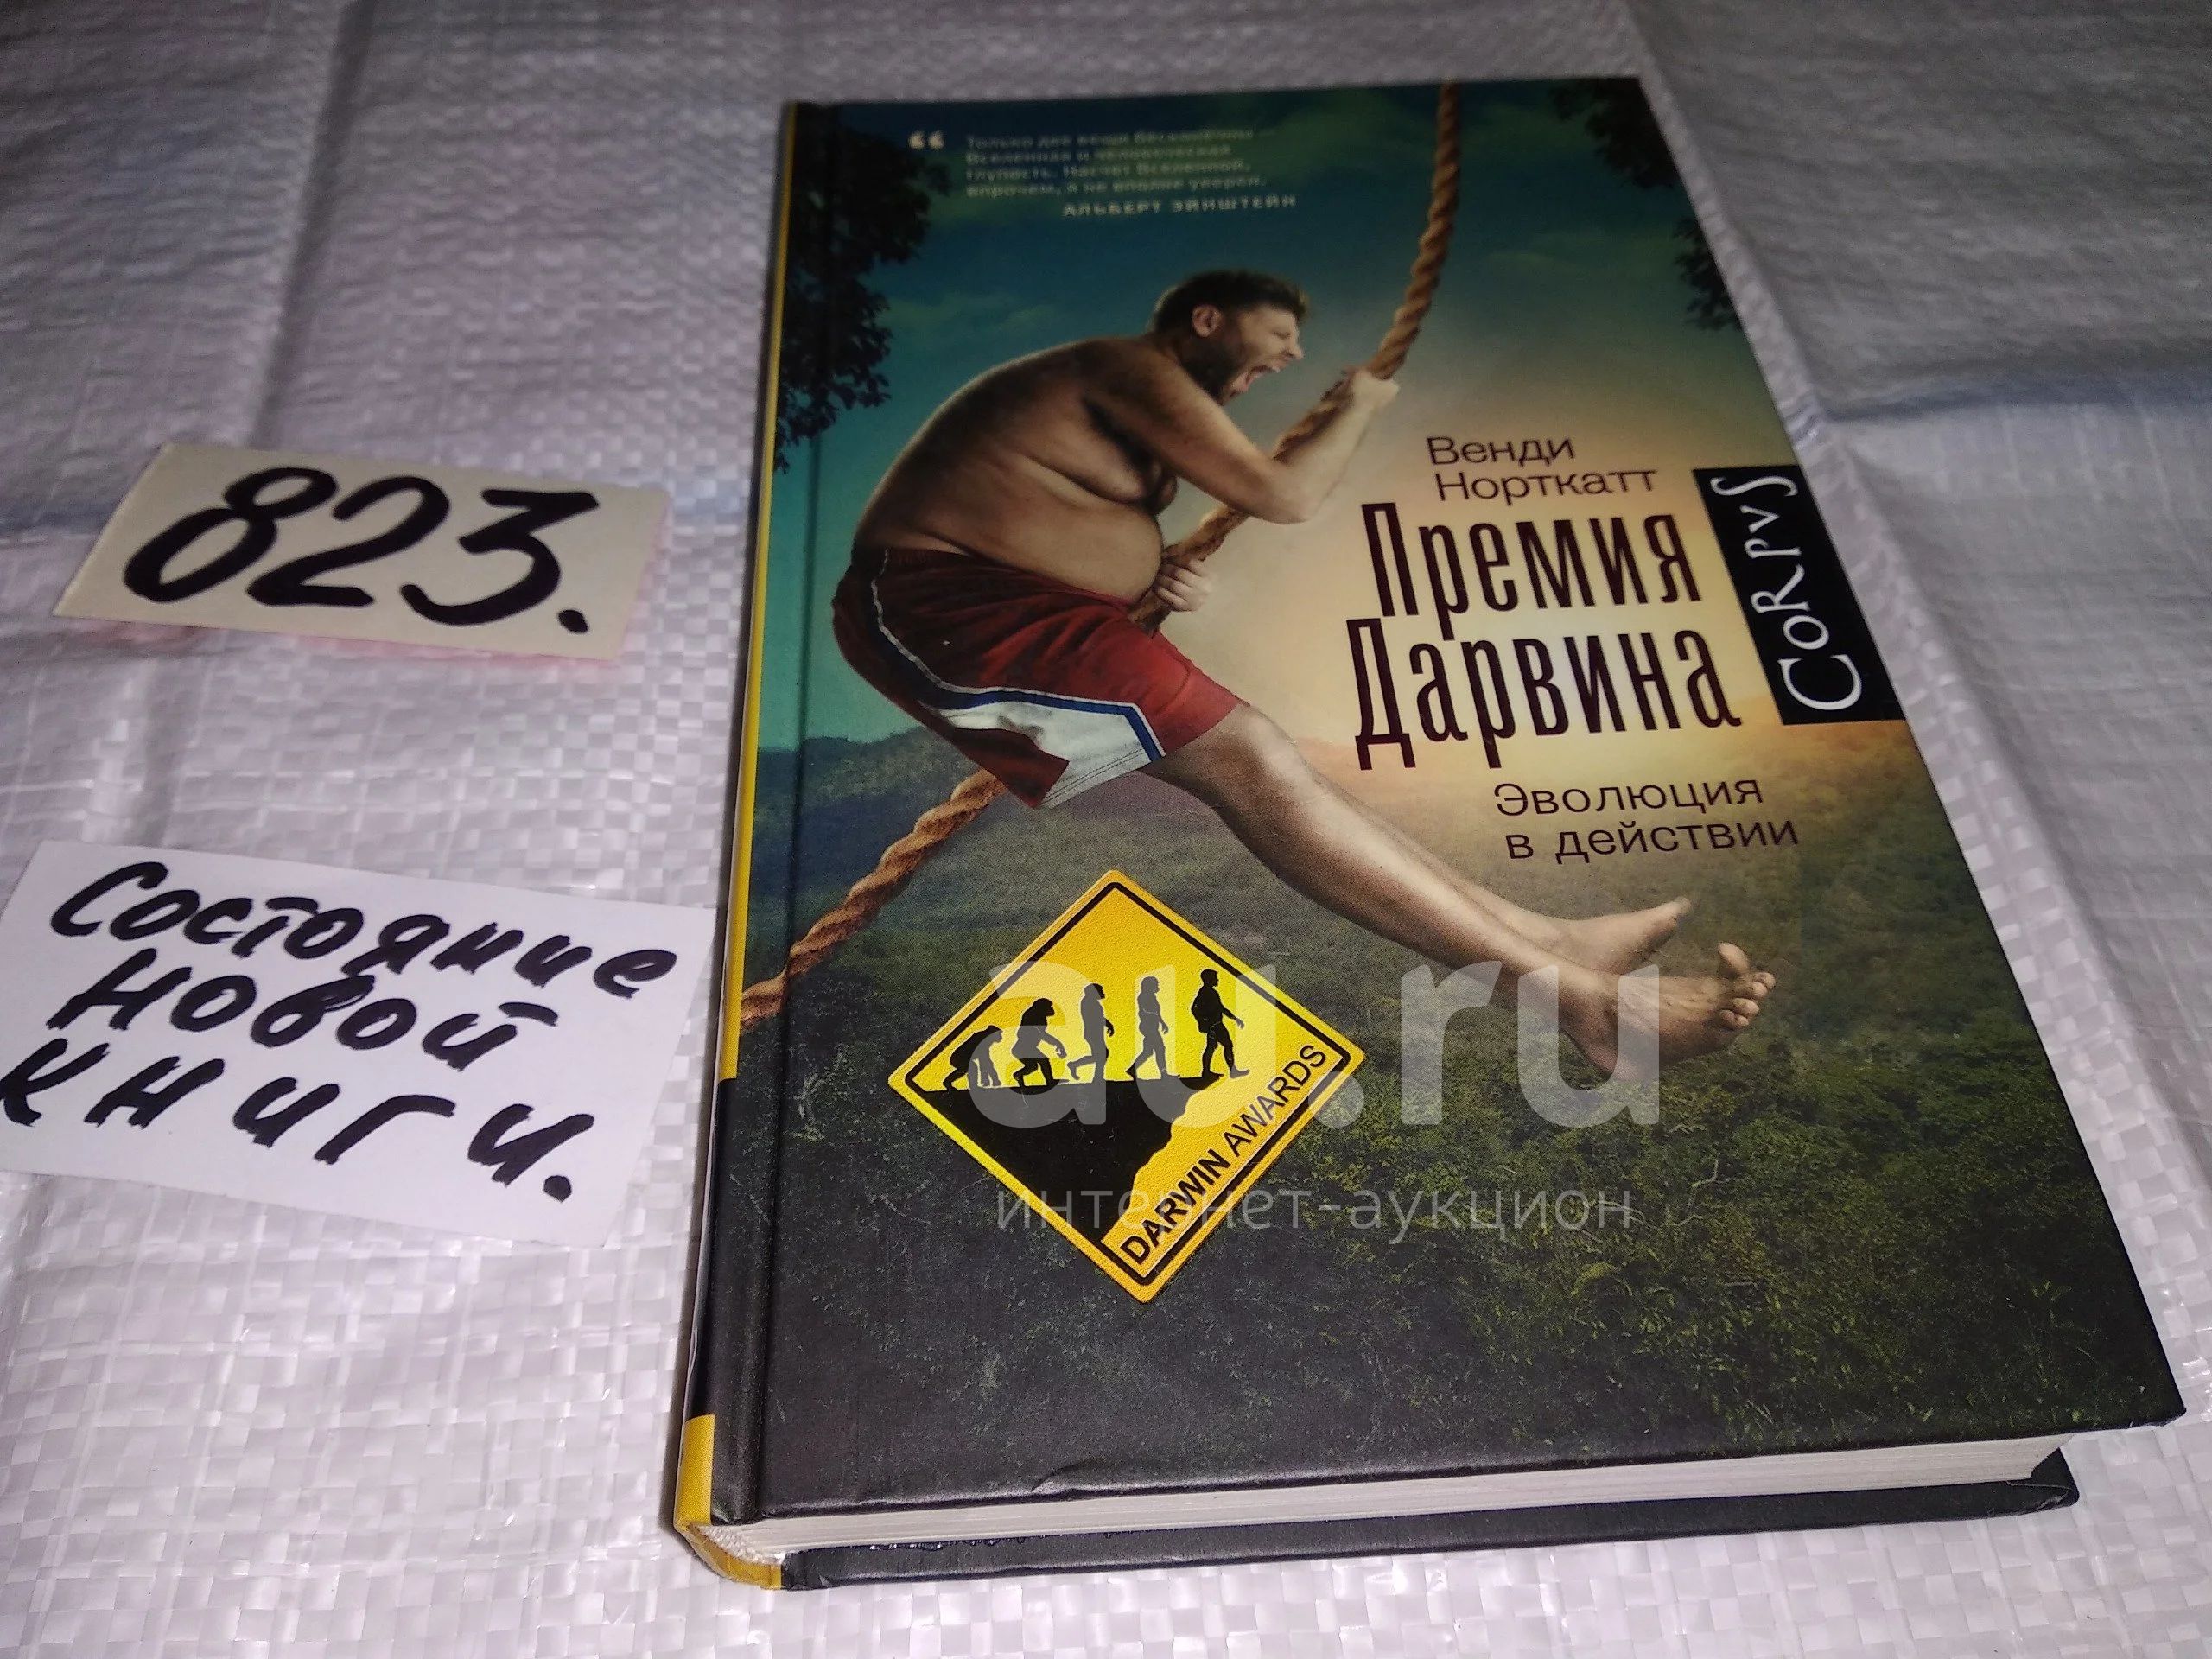 “ Только две вещи бесконечны —
Вселенная и человеческая
глупость. Насчет Вселенной,
впрочем, я не вполне уверен.
АЛЬБЕРТ ЭЙНШТЕЙН
Венди
Норткатт
Премия
Дарвина
CORPVS
Эволюция
в действии
DARWIN AWARDS
823.
Состояние
новой
книги.
au.ru
интернет-аукцион